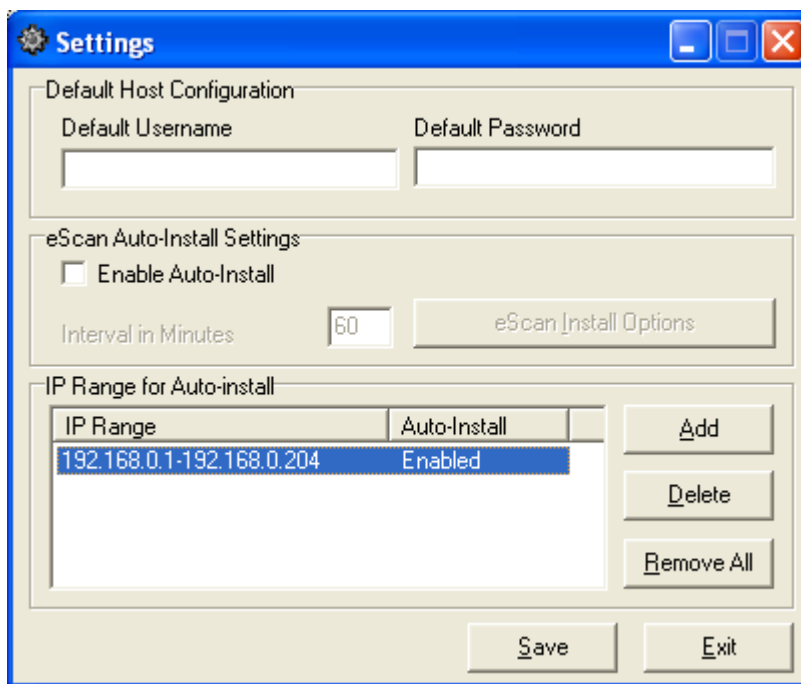 Settings
Default Host Configuration
Default Username Default Password
eScan Auto-Install Settings
Enable Auto-Install
Interval in Minutes 60 eScan Install Options
IP Range for Auto-install
IP Range Auto-Install
192.168.0.1-192.168.0.204 Enabled
Add
Delete
Remove All
Save Exit